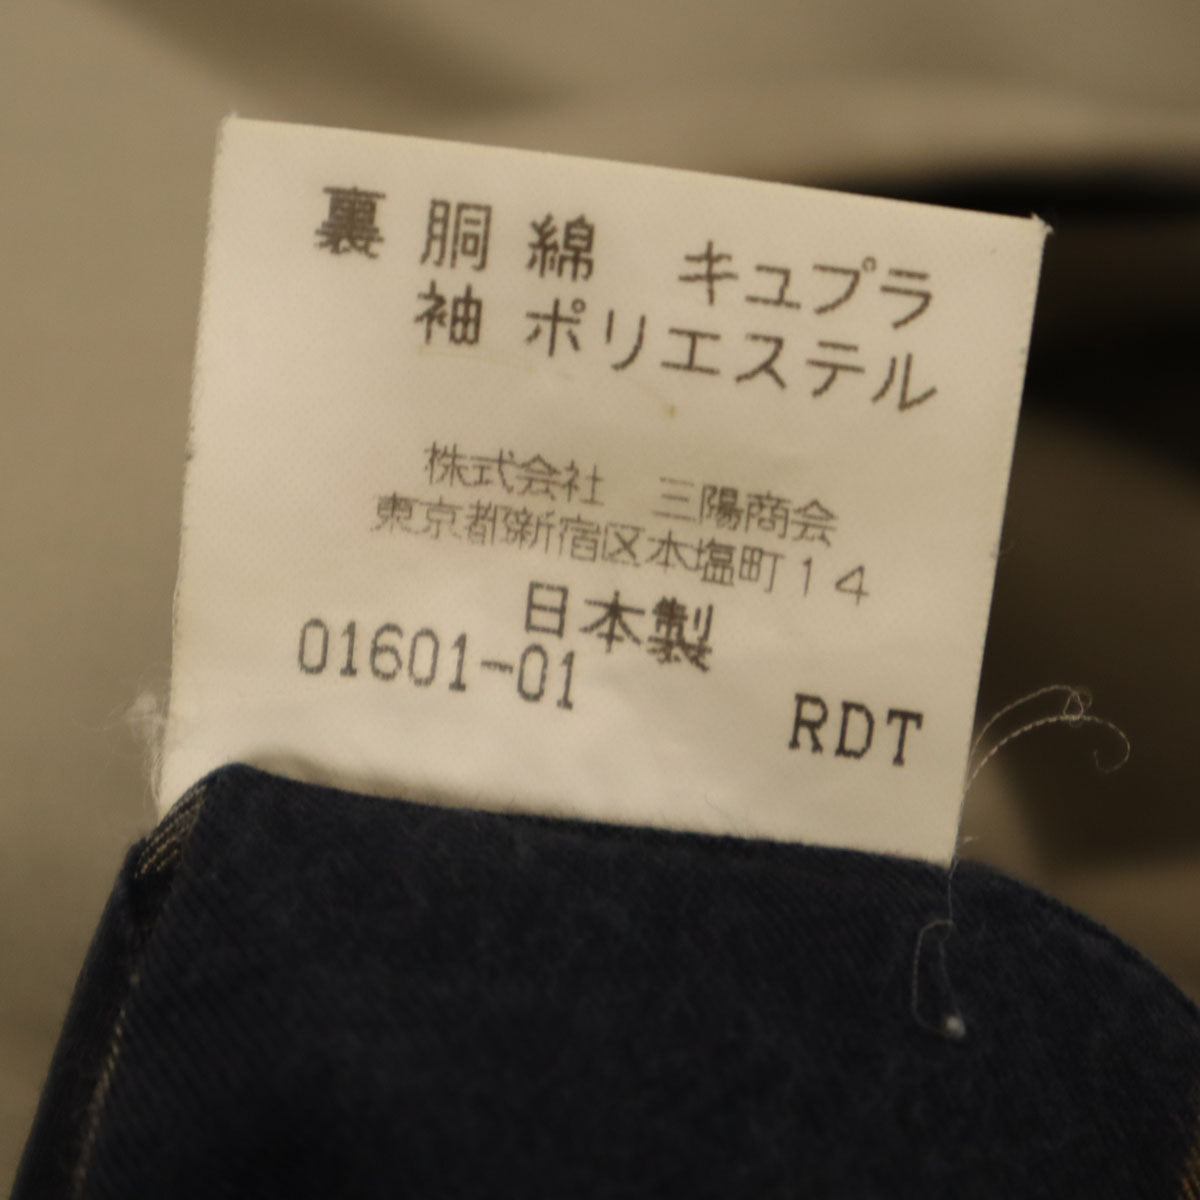 裏 胴 綿 キュプラ
袖 ポリエステル
株式会社 三陽商会
東京都新宿区本塩町14
日本製
01601-01
RDT